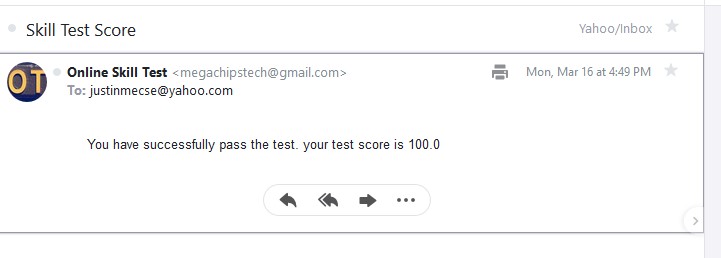 Skill Test Score
Yahoo/Inbox
OT
Online Skill Test <megachipstech@gmail.com>
Mon, Mar 16 at 4:49 PM
To: justinmecse@yahoo.com
You have successfully pass the test. your test score is 100.0